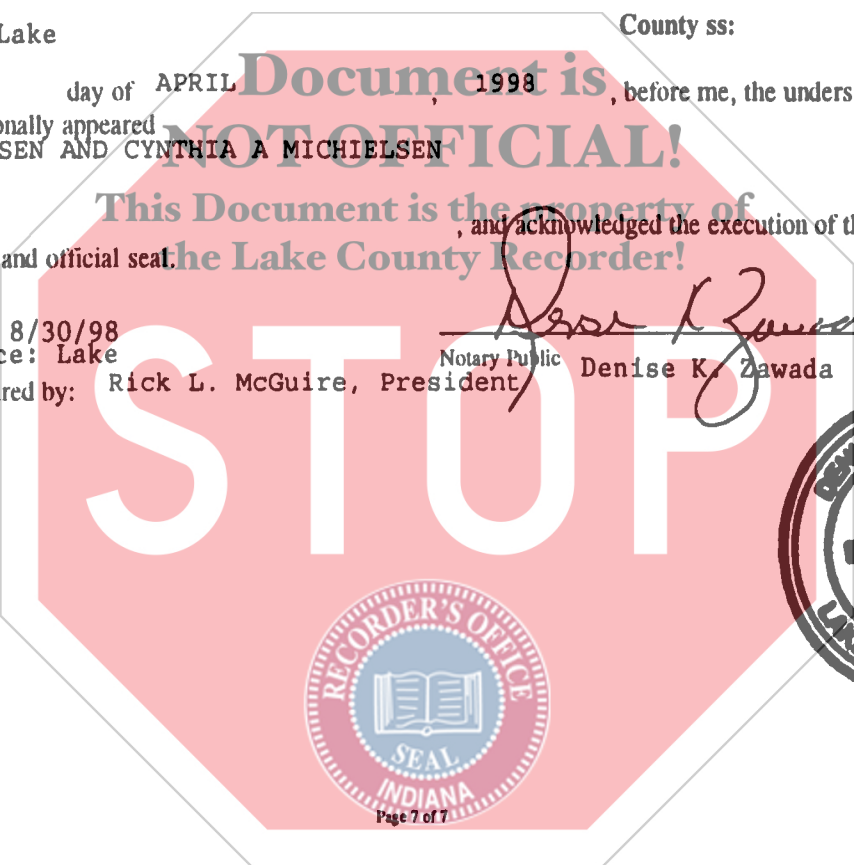 Lake County ss:
Document is
day of APRIL , 1998 , before me, the unders
onally appeared
NOT OFFICIAL!
SEN AND CYNTHIA A MICHIELSEN
This Document is the property of
, and acknowledged the execution of th
and official seal.
the Lake County Recorder!
8/30/98
ce: Lake
Notary Public Denise K. Zawada
red by: Rick L. McGuire, President
STOP
RECORDER'S OFFICE
SEAL
INDIANA
Page 7 of 7